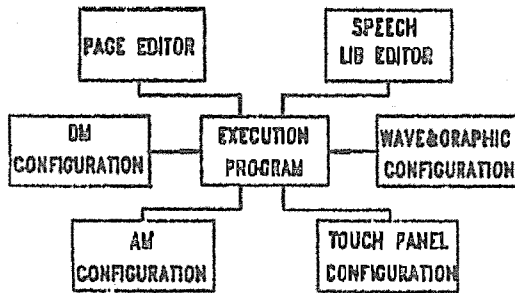 PAGE EDITOR
SPEECH
LIB EDITOR
DM
CONFIGURATION
EXECUTION
PROGRAM
WAVE&GRAPHIC
CONFIGURATION
AM
CONFIGURATION
TOUCH PANEL
CONFIGURATION